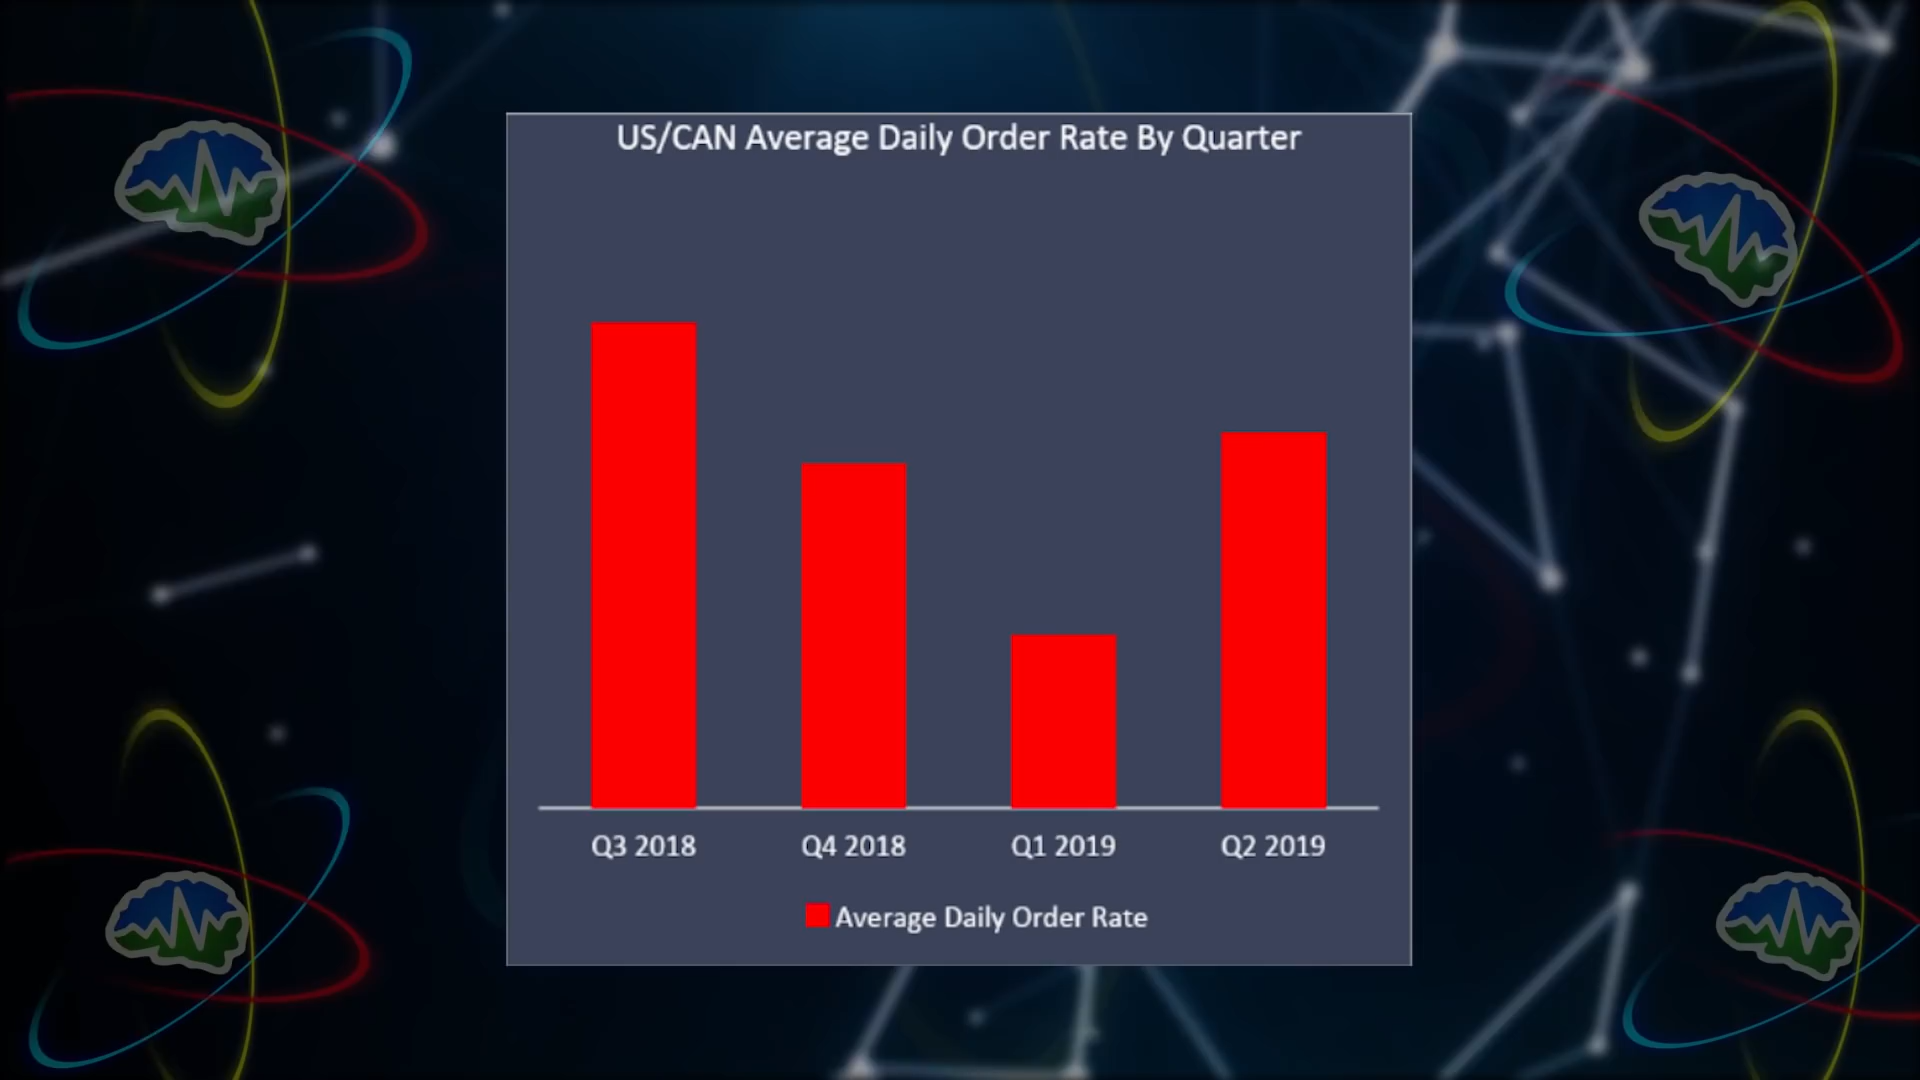 US/CAN Average Daily Order Rate By Quarter
Q3 2018
Q4 2018
Q1 2019
Q2 2019
Average Daily Order Rate